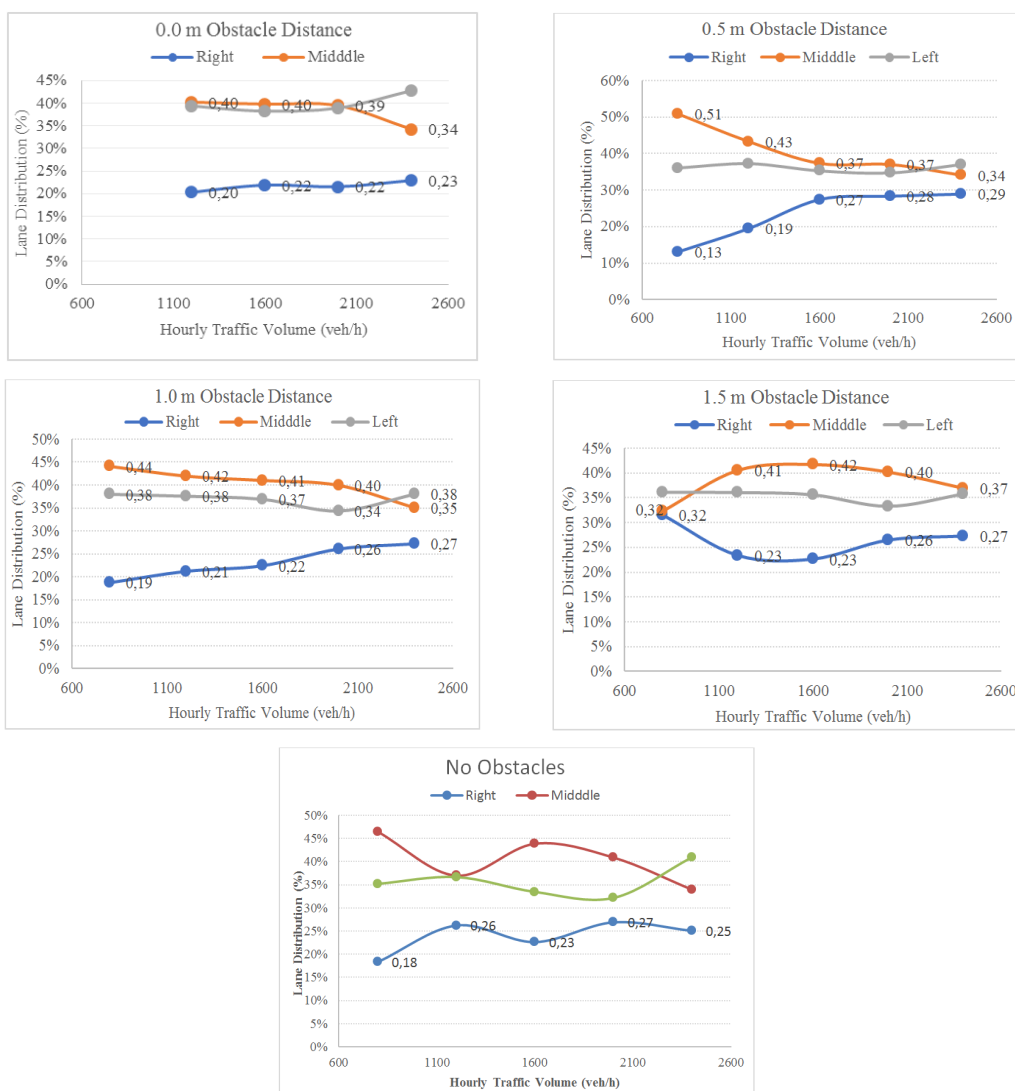 0.0 m Obstacle Distance
Right Midddle
45%
40%
35%
30%
25%
20%
15%
10%
5%
0%
0,40 0,40 0,39 0,34
0,20 0,22 0,22 0,23
600 1100 1600 2100 2600
Hourly Traffic Volume (veh/h)
Lane Distribution (%)
0.5 m Obstacle Distance
Right Midddle Left
60%
50%
40%
30%
20%
10%
0%
0,51 0,43 0,37 0,37 0,34
0,13 0,19 0,27 0,28 0,29
600 1100 1600 2100 2600
Hourly Traffic Volume (veh/h)
Lane Distribution (%)
1.0 m Obstacle Distance
Right Midddle Left
50%
45%
40%
35%
30%
25%
20%
15%
10%
5%
0%
0,44 0,42 0,41 0,40 0,35
0,38 0,38 0,37 0,34 0,38
0,19 0,21 0,22 0,26 0,27
600 1100 1600 2100 2600
Hourly Traffic Volume (veh/h)
Lane Distribution (%)
1.5 m Obstacle Distance
Right Midddle Left
45%
40%
35%
30%
25%
20%
15%
10%
5%
0%
0,32 0,41 0,42 0,40 0,37
0,32 0,23 0,23 0,26 0,27
600 1100 1600 2100 2600
Hourly Traffic Volume (veh/h)
Lane Distribution (%)
No Obstacles
Right Midddle
50%
45%
40%
35%
30%
25%
20%
15%
10%
5%
0%
0,18 0,26 0,23 0,27 0,25
600 1100 1600 2100 2600
Hourly Traffic Volume (veh/h)
Lane Distribution (%)